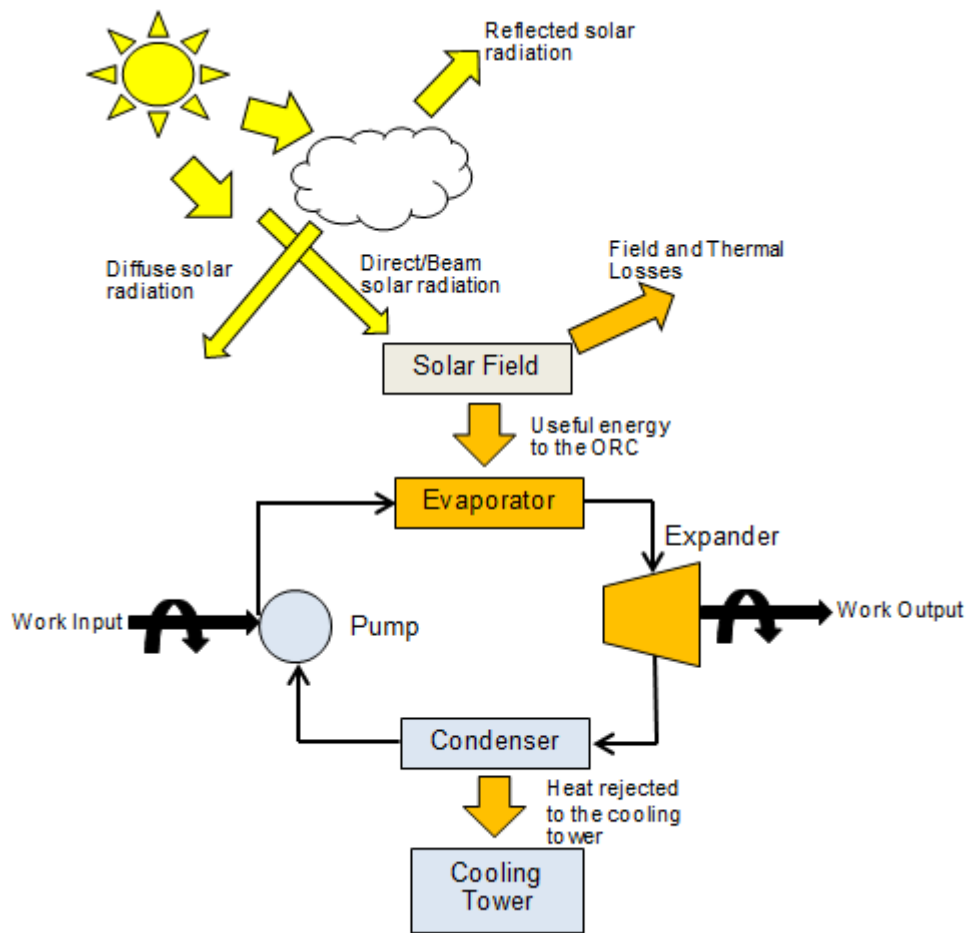 Reflected solar
radiation
Diffuse solar
radiation
Direct/Beam
solar radiation
Field and Thermal
Losses
Solar Field
Useful energy
to the ORC
Evaporator
Expander
Work Input
Pump
Work Output
Condenser
Heat rejected
to the cooling
tower
Cooling
Tower